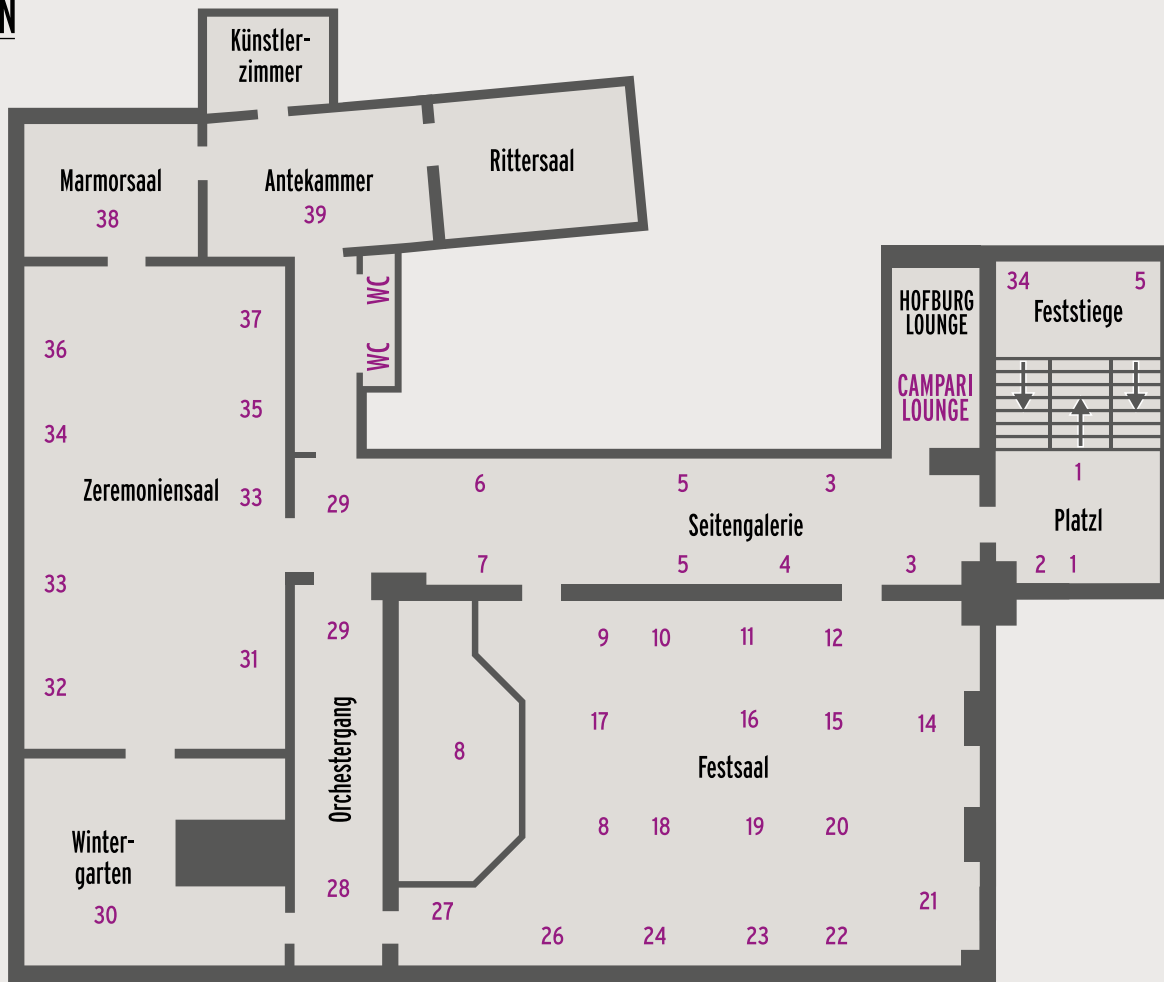 N
Künstler-
zimmer
Marmorsaal
38
Antekammer
39
Rittersaal
WC
WC
HOFBURG
LOUNGE
CAMPARI
LOUNGE
34
5
Feststiege
1
Platzl
2
1
37
36
35
34
Zeremoniensaal
33
33
31
32
29
6
5
3
Seitengalerie
7
5
4
3
29
Orchestergang
28
9
10
11
12
17
16
15
14
8
Festsaal
8
18
19
20
21
27
26
24
23
22
Winter-
garten
30